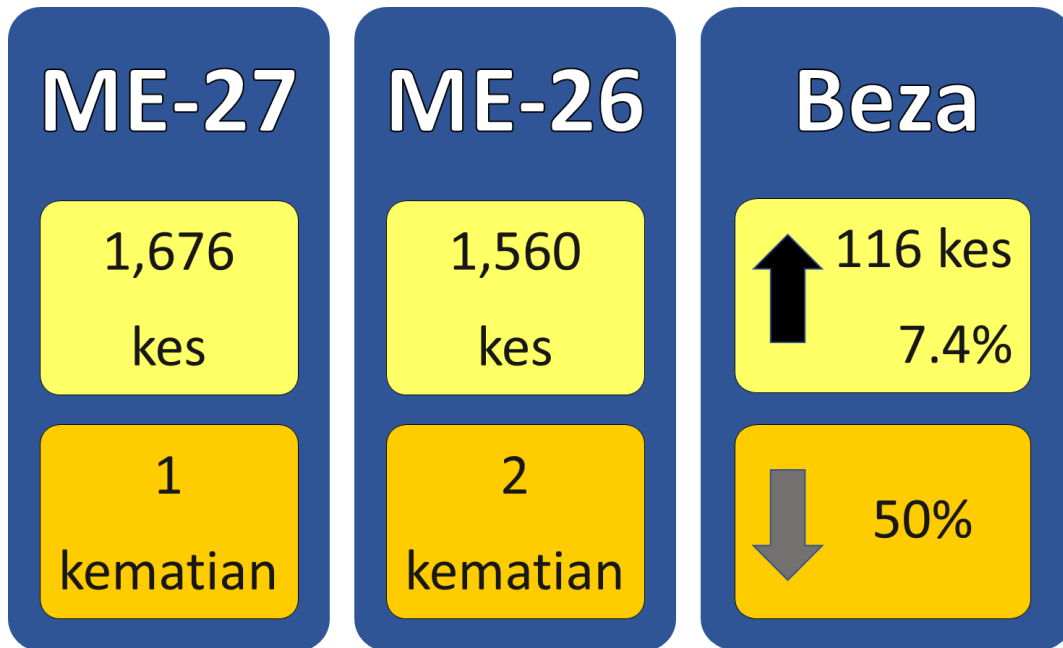 ME-27
1,676
kes
1
kematian
ME-26
1,560
kes
2
kematian
Beza
116 kes
7.4%
50%